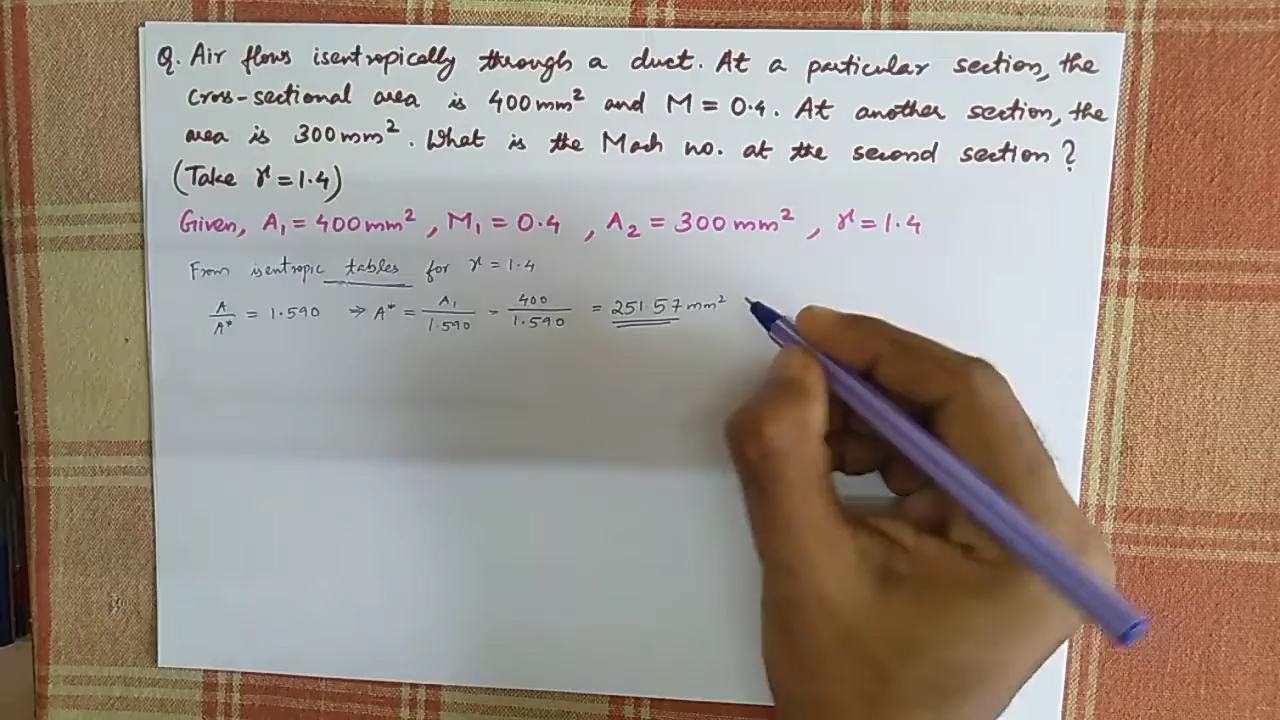 Q. Air flows isentropically through a duct. At a particular section, the
cross-sectional area is 400 mm² and M = 0.4. At another section, the
area is 300 mm². What is the Mach no. at the second section?
(Take γ = 1.4)
Given, A₁ = 400 mm², M₁ = 0.4, A₂ = 300 mm², γ = 1.4
From isentropic tables for γ = 1.4
A/A* = 1.590 ⇒ A* = A₁/1.590 = 400/1.590 = 251.57 mm²